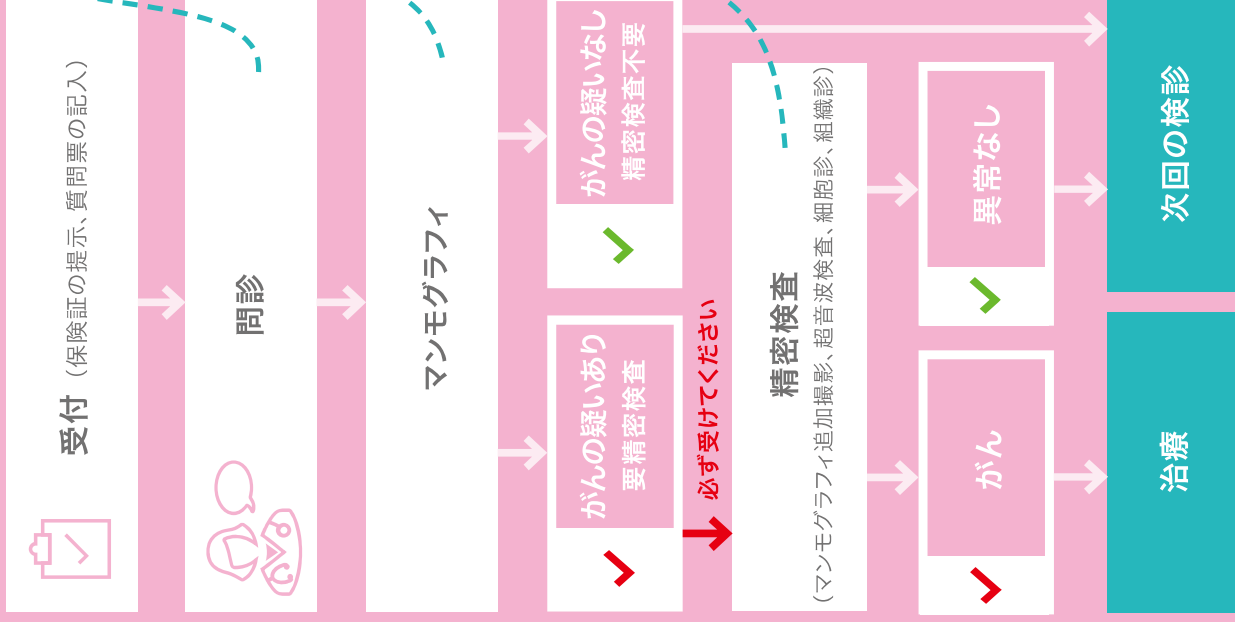 受付（保険証の提示、質問票の記入）
問診
マンモグラフィ
がんの疑いあり
要精密検査
がんの疑いなし
精密検査不要
必ず受けてください
精密検査
（マンモグラフィ追加撮影、超音波検査、細胞診、組織診）
がん
異常なし
治療
次回の検診